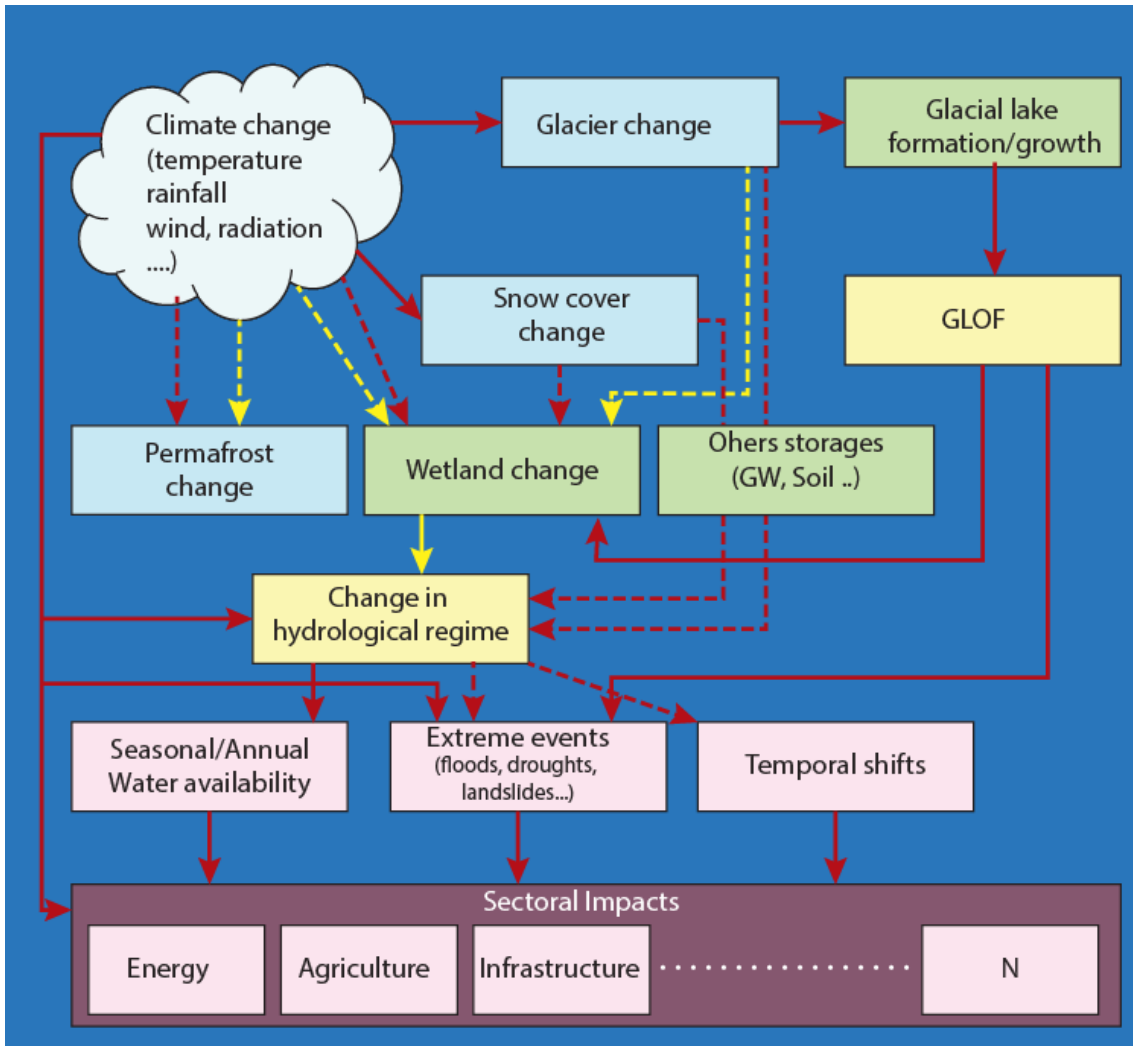 Climate change
(temperature
rainfall
wind, radiation
....)
Glacier change
Glacial lake
formation/growth
Snow cover
change
GLOF
Permafrost
change
Wetland change
Ohers storages
(GW, Soil ..)
Change in
hydrological regime
Seasonal/Annual
Water availability
Extreme events
(floods, droughts,
landslides...)
Temporal shifts
Sectoral Impacts
Energy
Agriculture
Infrastructure
N